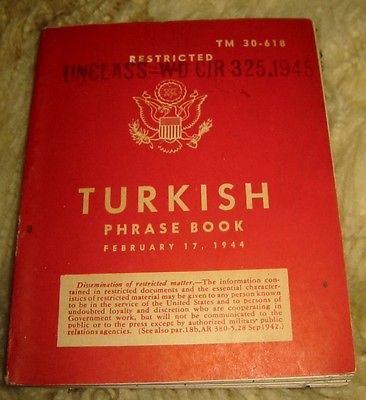 TM 30-618
RESTRICTED
UNCLASS-WD CIR 325, 1945
TURKISH
PHRASE BOOK
FEBRUARY 17, 1944
Dissemination of restricted matter.—The information con-
tained in restricted documents and the essential character-
istics of restricted material may be given to any person known
to be in the service of the United States and to persons of
undoubted loyalty and discretion who are cooperating in
Government work, but will not be communicated to the
public or to the press except by authorized military public
relations agencies. (See also par.18b, AR 380-5, 28 Sep 1942.)